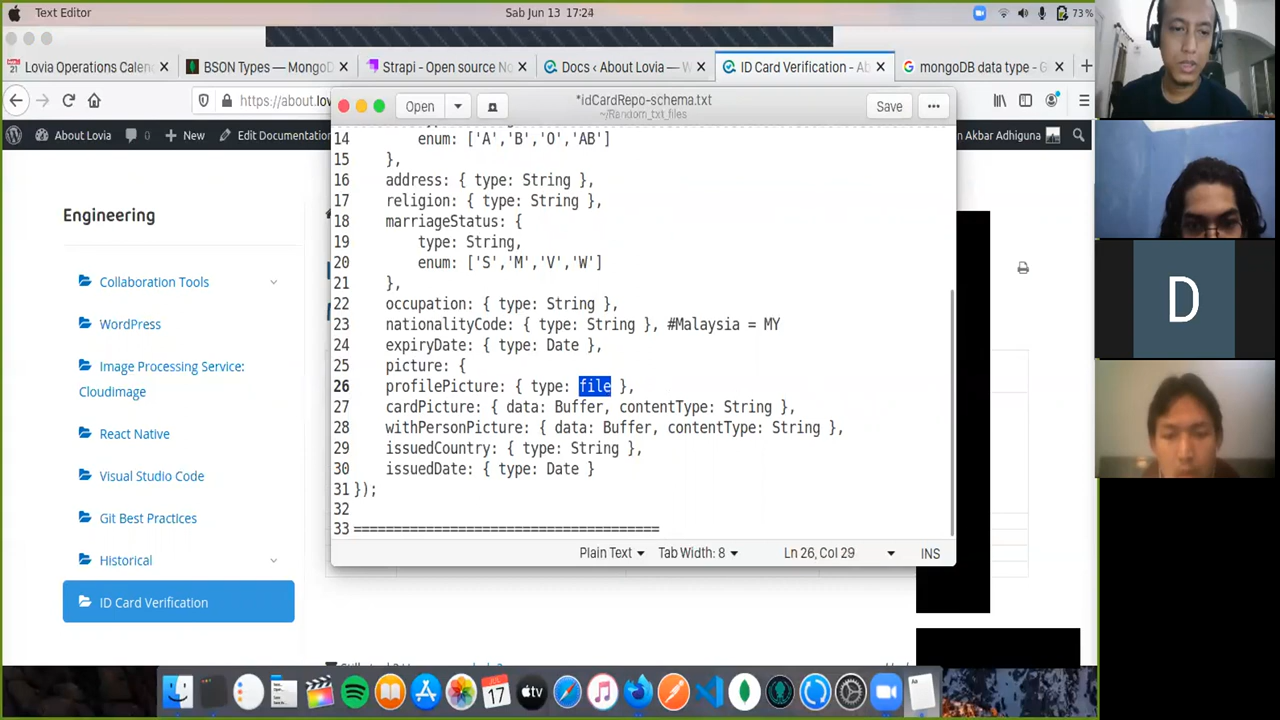 Text Editor
Sab Jun 13 17:24
73 %
Lovia Operations Calen
BSON Types — MongoD
Strapi - Open source No
Docs ‹ About Lovia — W
ID Card Verification - Ab
mongoDB data type - G
https://about.lov
*idCardRepo-schema.txt
~/Random_txt_files
Open
Save
About Lovia
0
New
Edit Documentation
n Akbar Adhiguna
14 enum: ['A','B','O','AB']
15 },
16 address: { type: String },
17 religion: { type: String },
18 marriageStatus: {
19 type: String,
20 enum: ['S','M','V','W']
21 },
22 occupation: { type: String },
23 nationalityCode: { type: String }, #Malaysia = MY
24 expiryDate: { type: Date },
25 picture: {
26 profilePicture: { type: file },
27 cardPicture: { data: Buffer, contentType: String },
28 withPersonPicture: { data: Buffer, contentType: String },
29 issuedCountry: { type: String },
30 issuedDate: { type: Date }
31 });
32
33 ======================================
Plain Text
Tab Width: 8
Ln 26, Col 29
INS
Engineering
Collaboration Tools
WordPress
Image Processing Service:
Cloudimage
React Native
Visual Studio Code
Git Best Practices
Historical
ID Card Verification
D
JUL
17
tv